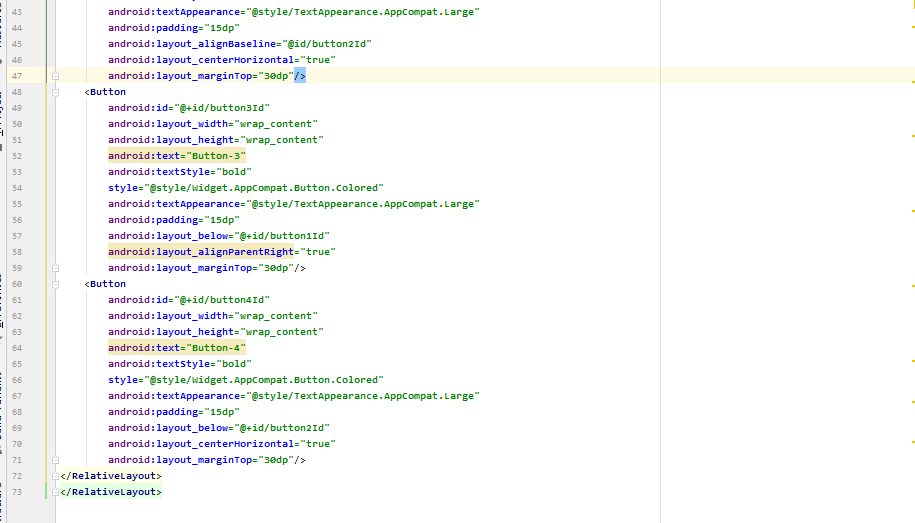 43 android:textAppearance="@style/TextAppearance.AppCompat.Large"
44 android:padding="15dp"
45 android:layout_alignBaseline="@id/button2Id"
46 android:layout_centerHorizontal="true"
47 android:layout_marginTop="30dp"/>
48 <Button
49 android:id="@+id/button3Id"
50 android:layout_width="wrap_content"
51 android:layout_height="wrap_content"
52 android:text="Button-3"
53 android:textStyle="bold"
54 style="@style/Widget.AppCompat.Button.Colored"
55 android:textAppearance="@style/TextAppearance.AppCompat.Large"
56 android:padding="15dp"
57 android:layout_below="@+id/button1Id"
58 android:layout_alignParentRight="true"
59 android:layout_marginTop="30dp"/>
60 <Button
61 android:id="@+id/button4Id"
62 android:layout_width="wrap_content"
63 android:layout_height="wrap_content"
64 android:text="Button-4"
65 android:textStyle="bold"
66 style="@style/Widget.AppCompat.Button.Colored"
67 android:textAppearance="@style/TextAppearance.AppCompat.Large"
68 android:padding="15dp"
69 android:layout_below="@+id/button2Id"
70 android:layout_centerHorizontal="true"
71 android:layout_marginTop="30dp"/>
72 </RelativeLayout>
73 </RelativeLayout>